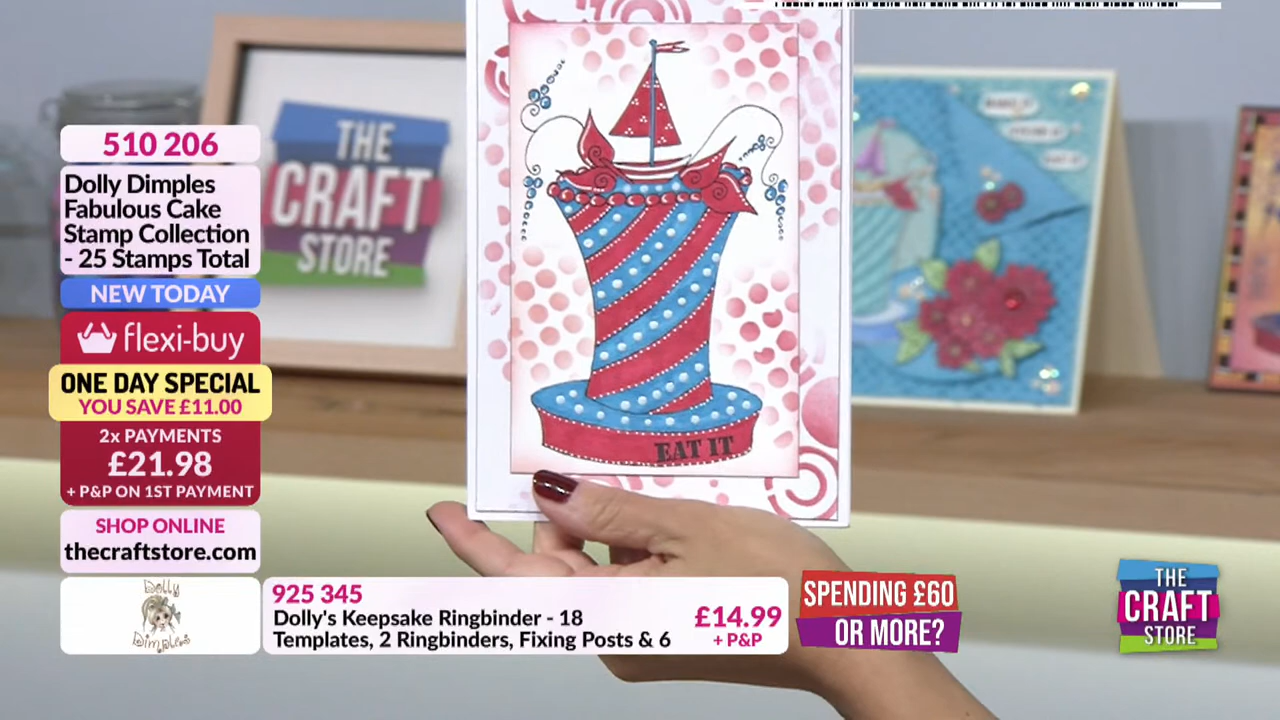 510 206
Dolly Dimples
Fabulous Cake
Stamp Collection
- 25 Stamps Total
NEW TODAY
flexi-buy
ONE DAY SPECIAL
YOU SAVE £11.00
2x PAYMENTS
£21.98
+ P&P ON 1ST PAYMENT
SHOP ONLINE
thecraftstore.com
THE
CRAFT
STORE
EAT IT
Dolly
Dimples
925 345
Dolly's Keepsake Ringbinder - 18
Templates, 2 Ringbinders, Fixing Posts & 6
£14.99
+ P&P
SPENDING £60
OR MORE?
THE
CRAFT
STORE